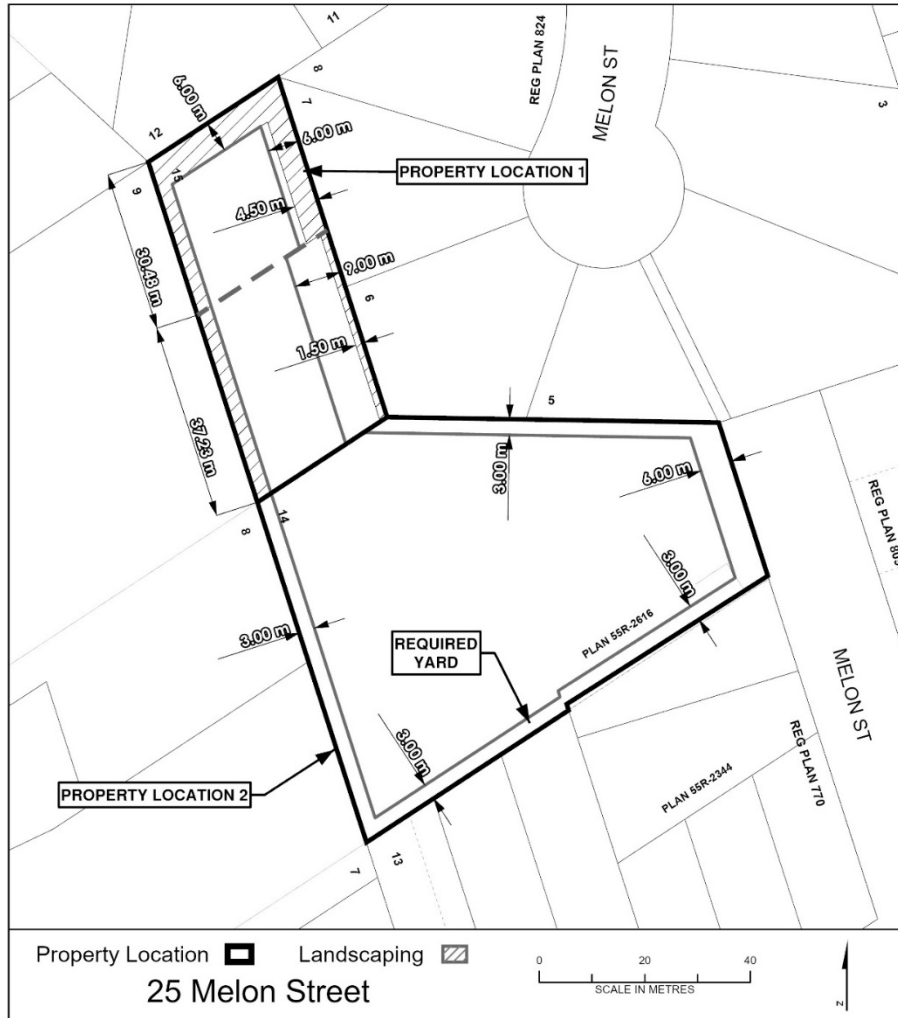 11
8
REG PLAN 824
MELON ST
3
6.00 m
12
7
6.00 m
PROPERTY LOCATION 1
15
9
4.50 m
30.48 m
9.00 m
6
1.50 m
37.23 m
5
3.00 m
6.00 m
REG PLAN 805
14
8
3.00 m
3.00 m
PLAN 55R-2616
REQUIRED
YARD
MELON ST
REG PLAN 770
3.00 m
PROPERTY LOCATION 2
PLAN 55R-2344
13
7
Property Location
Landscaping
25 Melon Street
0 20 40
SCALE IN METRES
N